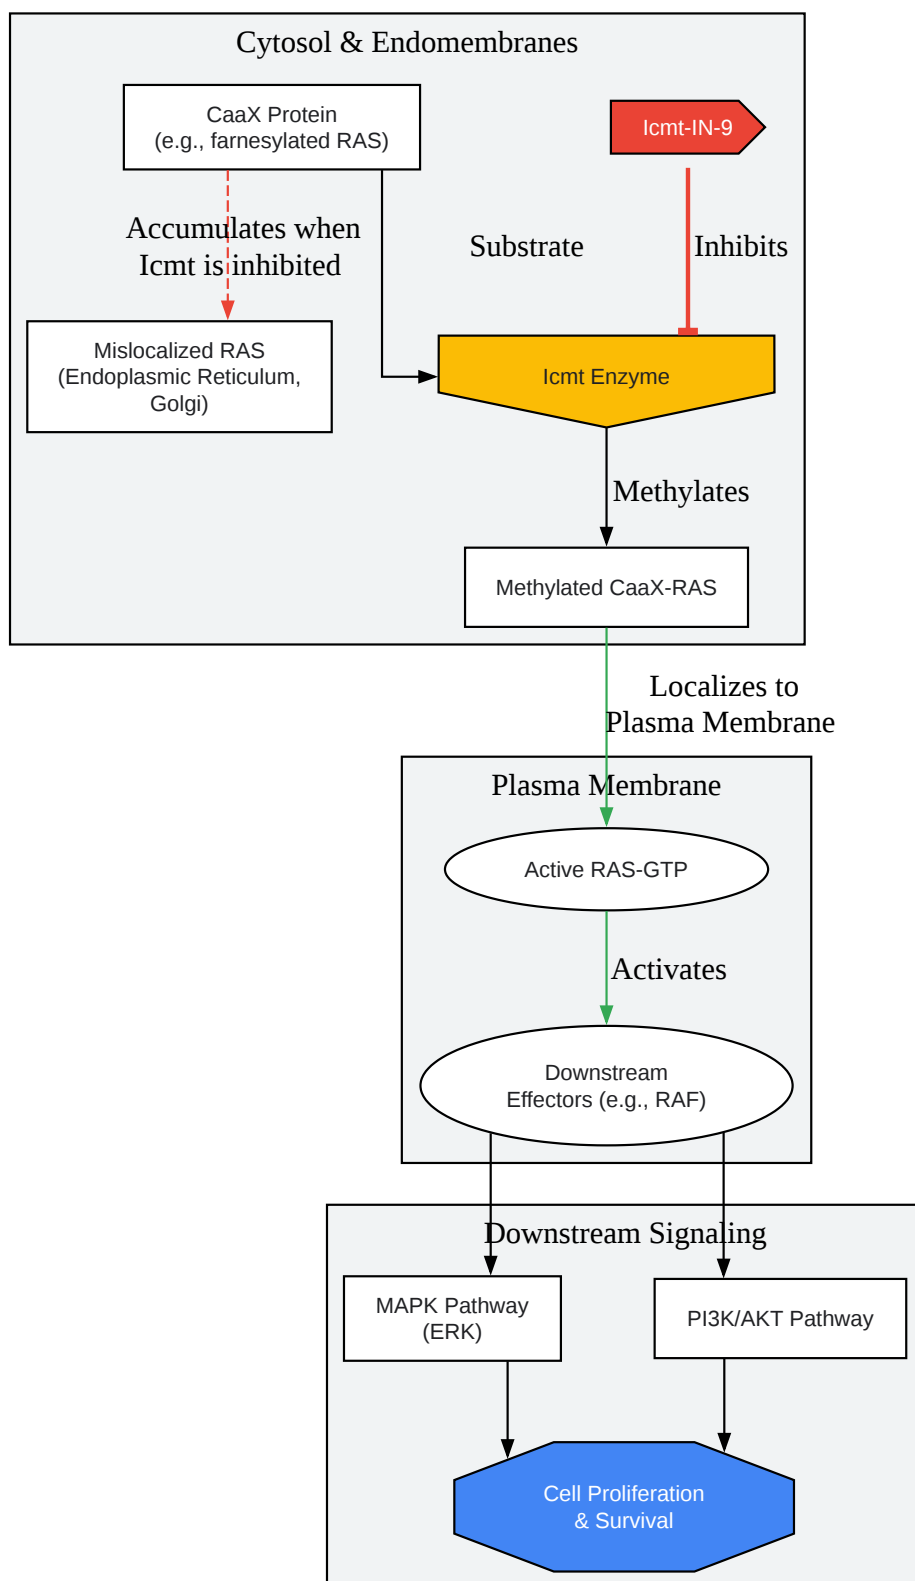 Cytosol & Endomembranes
CaaX Protein
(e.g., farnesylated RAS)
Icmt-IN-9
Accumulates when
Icmt is inhibited
Substrate
Inhibits
Mislocalized RAS
(Endoplasmic Reticulum,
Golgi)
Icmt Enzyme
Methylates
Methylated CaaX-RAS
Localizes to
Plasma Membrane
Plasma Membrane
Active RAS-GTP
Activates
Downstream
Effectors (e.g., RAF)
Downstream Signaling
MAPK Pathway
(ERK)
PI3K/AKT Pathway
Cell Proliferation
& Survival